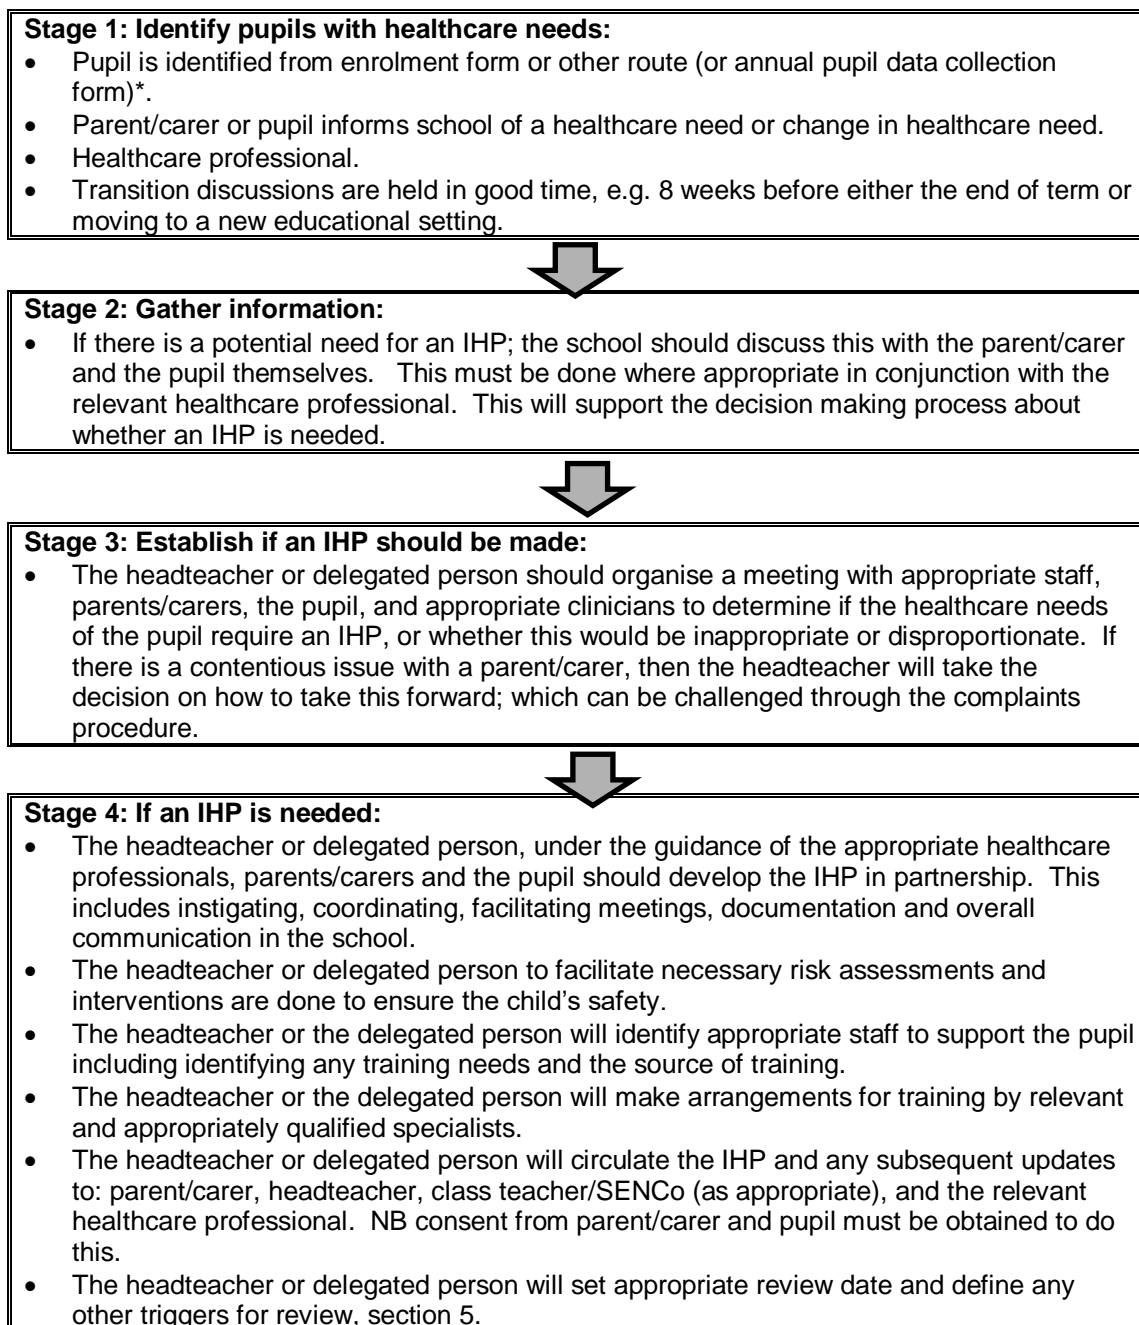 Stage 1: Identify pupils with healthcare needs:
• Pupil is identified from enrolment form or other route (or annual pupil data collection
form)*.
• Parent/carer or pupil informs school of a healthcare need or change in healthcare need.
• Healthcare professional.
• Transition discussions are held in good time, e.g. 8 weeks before either the end of term or
moving to a new educational setting.
Stage 2: Gather information:
• If there is a potential need for an IHP; the school should discuss this with the parent/carer
and the pupil themselves. This must be done where appropriate in conjunction with the
relevant healthcare professional. This will support the decision making process about
whether an IHP is needed.
Stage 3: Establish if an IHP should be made:
• The headteacher or delegated person should organise a meeting with appropriate staff,
parents/carers, the pupil, and appropriate clinicians to determine if the healthcare needs
of the pupil require an IHP, or whether this would be inappropriate or disproportionate. If
there is a contentious issue with a parent/carer, then the headteacher will take the
decision on how to take this forward; which can be challenged through the complaints
procedure.
Stage 4: If an IHP is needed:
• The headteacher or delegated person, under the guidance of the appropriate healthcare
professionals, parents/carers and the pupil should develop the IHP in partnership. This
includes instigating, coordinating, facilitating meetings, documentation and overall
communication in the school.
• The headteacher or delegated person to facilitate necessary risk assessments and
interventions are done to ensure the child's safety.
• The headteacher or the delegated person will identify appropriate staff to support the pupil
including identifying any training needs and the source of training.
• The headteacher or the delegated person will make arrangements for training by relevant
and appropriately qualified specialists.
• The headteacher or delegated person will circulate the IHP and any subsequent updates
to: parent/carer, headteacher, class teacher/SENCo (as appropriate), and the relevant
healthcare professional. NB consent from parent/carer and pupil must be obtained to do
this.
• The headteacher or delegated person will set appropriate review date and define any
other triggers for review, section 5.